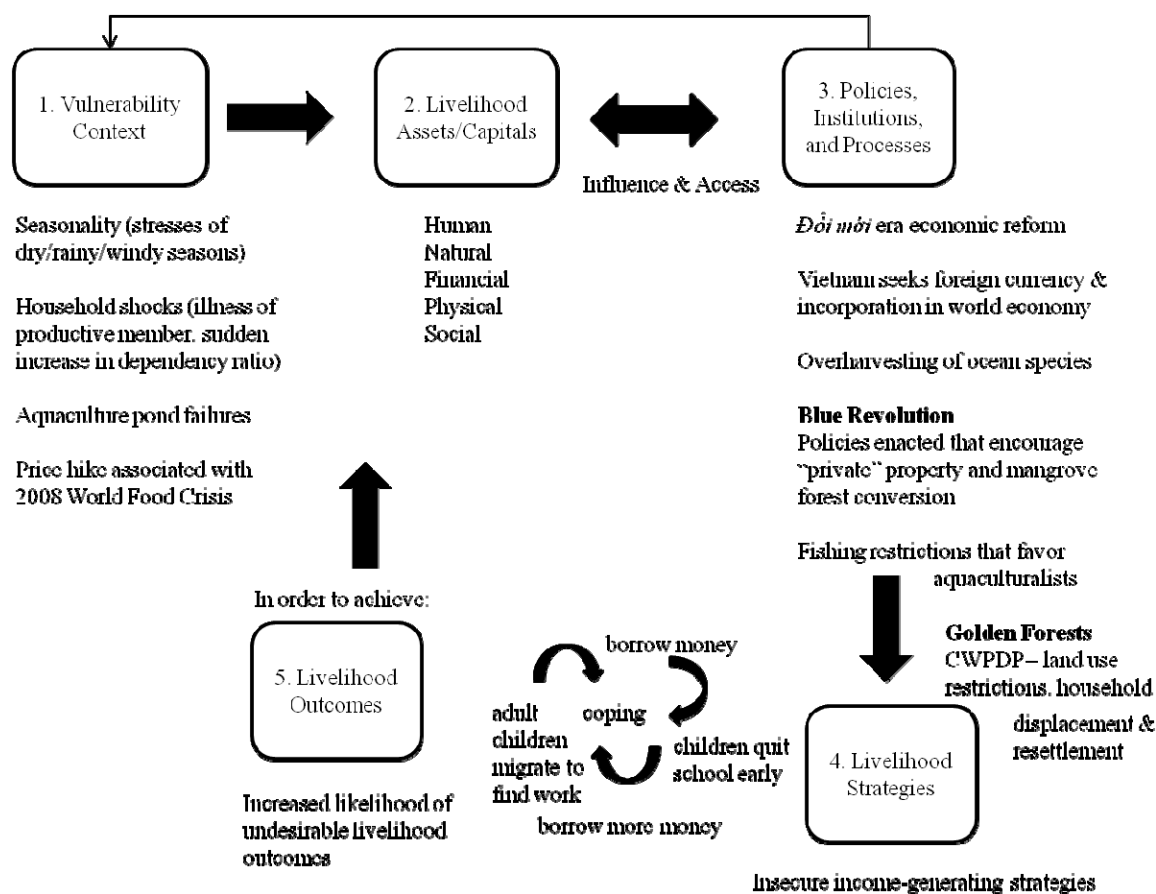 1. Vulnerability
Context
2. Livelihood
Assets/Capitals
3. Policies,
Institutions,
and Processes
Influence & Access
Seasonality (stresses of
dry/rainy/windy seasons)
Household shocks (illness of
productive member, sudden
increase in dependency ratio)
Aquaculture pond failures
Price hike associated with
2008 World Food Crisis
Human
Natural
Financial
Physical
Social
Đổi mới era economic reform
Vietnam seeks foreign currency &
incorporation in world economy
Overharvesting of ocean species
Blue Revolution
Policies enacted that encourage
"private" property and mangrove
forest conversion
Fishing restrictions that favor
aquaculturalists
Golden Forests
CWPDP– land use
restrictions, household
displacement &
resettlement
4. Livelihood
Strategies
Insecure income-generating strategies
borrow money
coping
children quit
school early
borrow more money
adult
children
migrate to
find work
In order to achieve:
5. Livelihood
Outcomes
Increased likelihood of
undesirable livelihood
outcomes